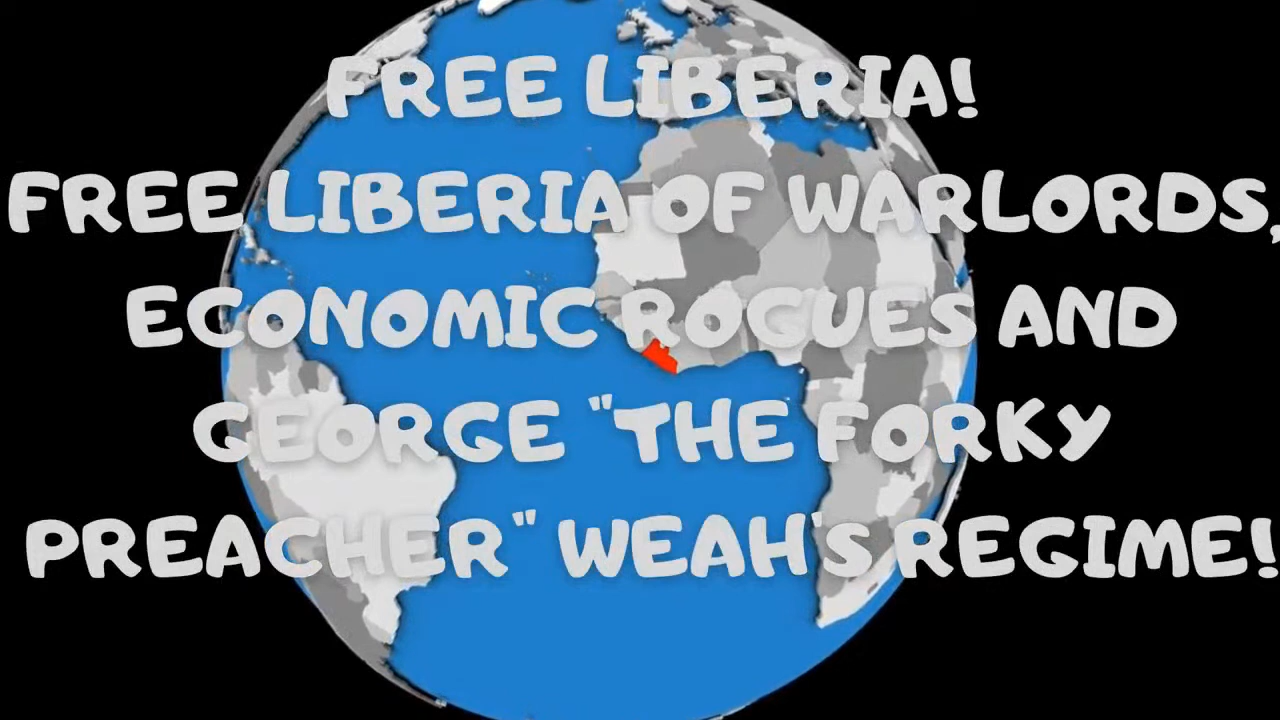 FREE LIBERIA!
FREE LIBERIA OF WARLORDS,
ECONOMIC ROGUES AND
GEORGE "THE FORKY
PREACHER" WEAH'S REGIME!